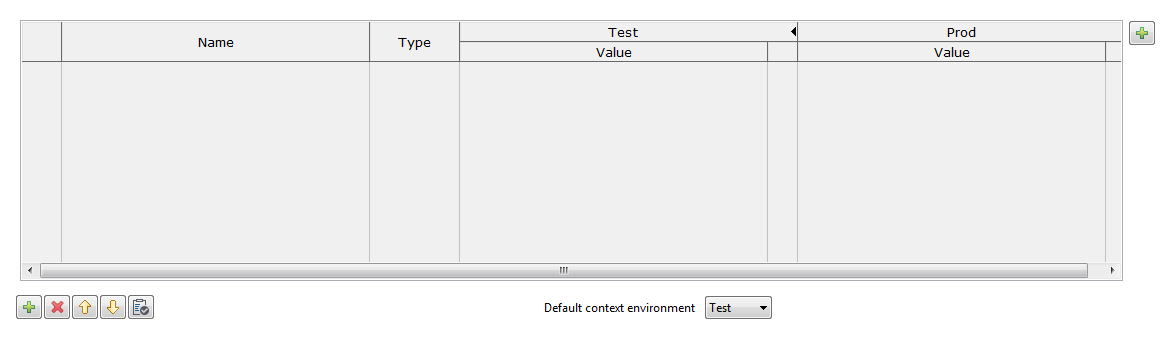 Name Type Test Prod
Value Value
Default context environment Test